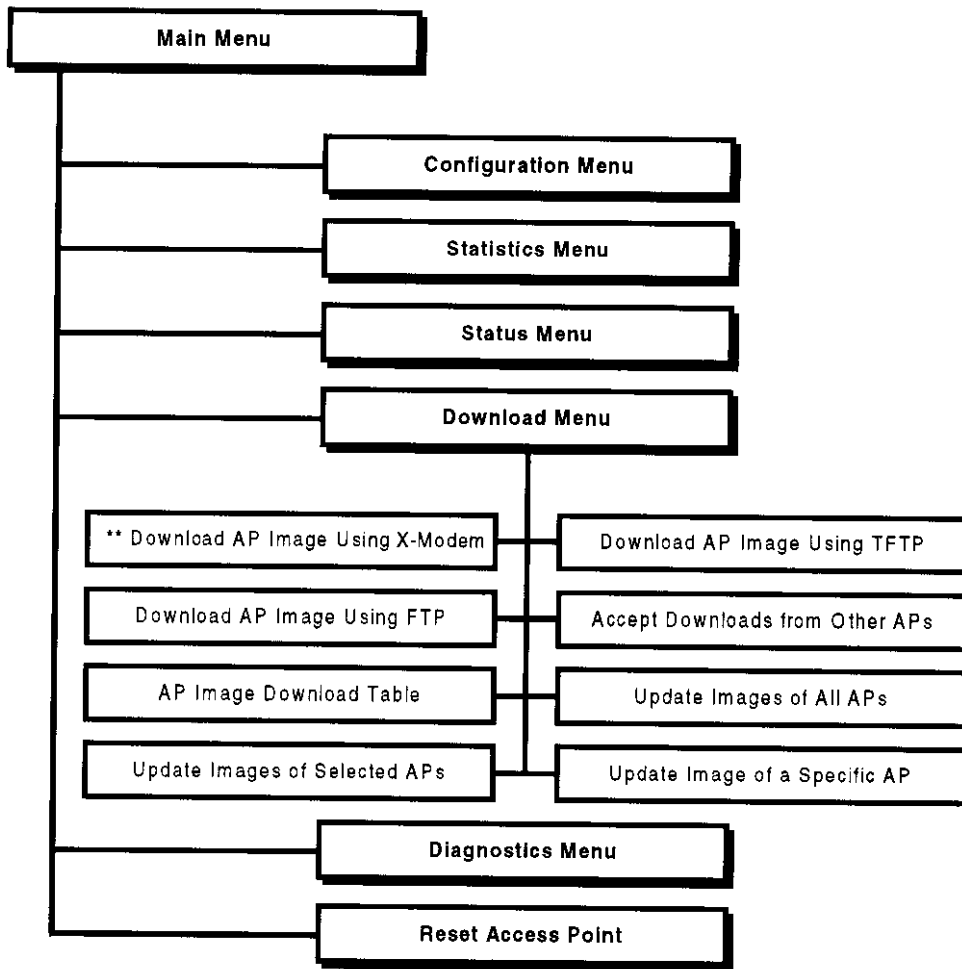 Main Menu
Configuration Menu
Statistics Menu
Status Menu
Download Menu
** Download AP Image Using X-Modem
Download AP Image Using TFTP
Download AP Image Using FTP
Accept Downloads from Other APs
AP Image Download Table
Update Images of All APs
Update Images of Selected APs
Update Image of a Specific AP
Diagnostics Menu
Reset Access Point